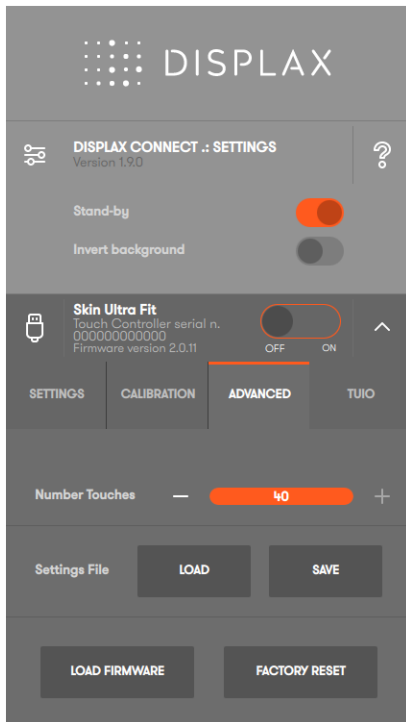 DISPLAX
DISPLAX CONNECT .: SETTINGS
Version 1.9.0
Stand-by
Invert background
Skin Ultra Fit
Touch Controller serial n.
000000000000
Firmware version 2.0.11
OFF ON
SETTINGS CALIBRATION ADVANCED TUIO
Number Touches — 40 +
Settings File LOAD SAVE
LOAD FIRMWARE FACTORY RESET